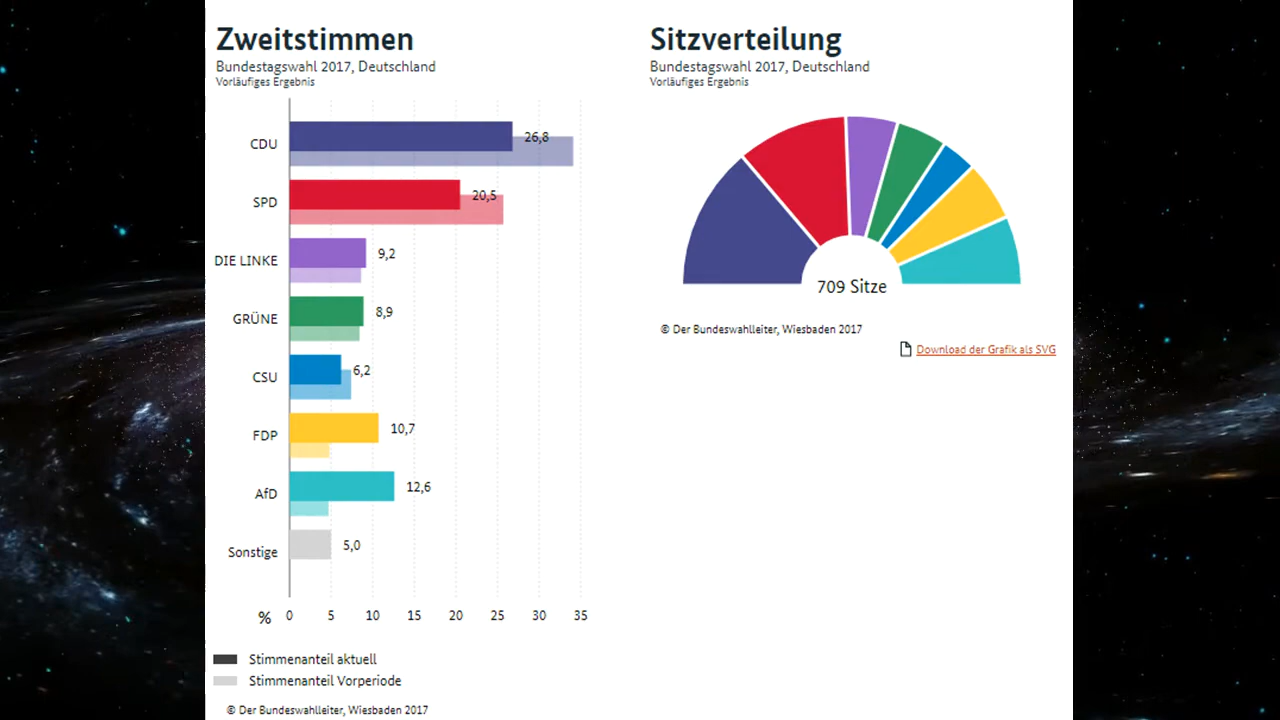 Zweitstimmen
Bundestagswahl 2017, Deutschland
Vorläufiges Ergebnis
CDU 26,8
SPD 20,5
DIE LINKE 9,2
GRÜNE 8,9
CSU 6,2
FDP 10,7
AfD 12,6
Sonstige 5,0
% 0 5 10 15 20 25 30 35
Stimmenanteil aktuell
Stimmenanteil Vorperiode
© Der Bundeswahlleiter, Wiesbaden 2017
Sitzverteilung
Bundestagswahl 2017, Deutschland
Vorläufiges Ergebnis
709 Sitze
© Der Bundeswahlleiter, Wiesbaden 2017
Download der Grafik als SVG